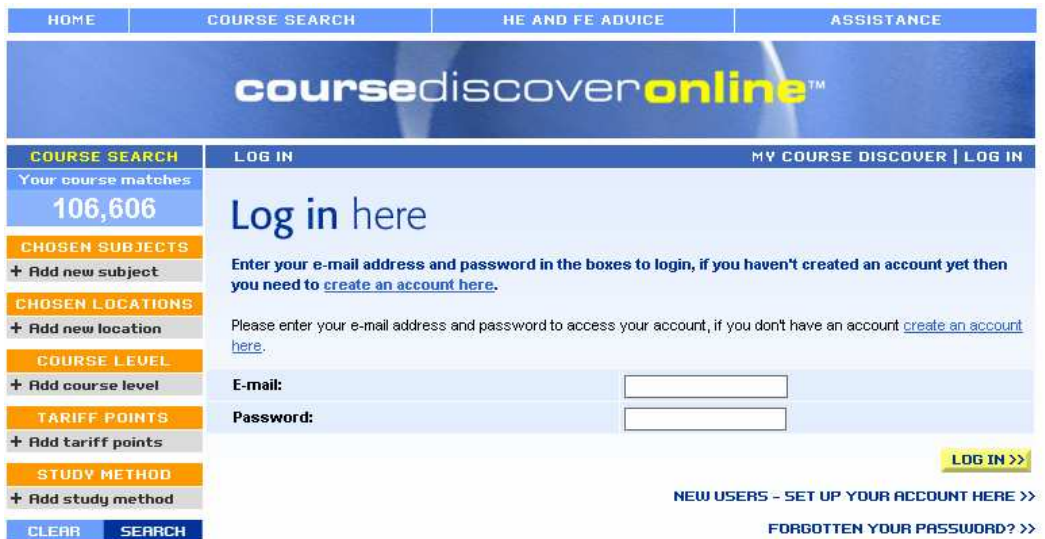 HOME COURSE SEARCH HE AND FE ADVICE ASSISTANCE
coursediscoveronline™
COURSE SEARCH
Your course matches
106,606
CHOSEN SUBJECTS
+ Add new subject
CHOSEN LOCATIONS
+ Add new location
COURSE LEVEL
+ Add course level
TARIFF POINTS
+ Add tariff points
STUDY METHOD
+ Add study method
CLEAR SEARCH
LOG IN MY COURSE DISCOVER | LOG IN
Log in here
Enter your e-mail address and password in the boxes to login, if you haven't created an account yet then
you need to create an account here.
Please enter your e-mail address and password to access your account, if you don't have an account create an account
here.
E-mail:
Password:
LOG IN >>
NEW USERS - SET UP YOUR ACCOUNT HERE >>
FORGOTTEN YOUR PASSWORD? >>